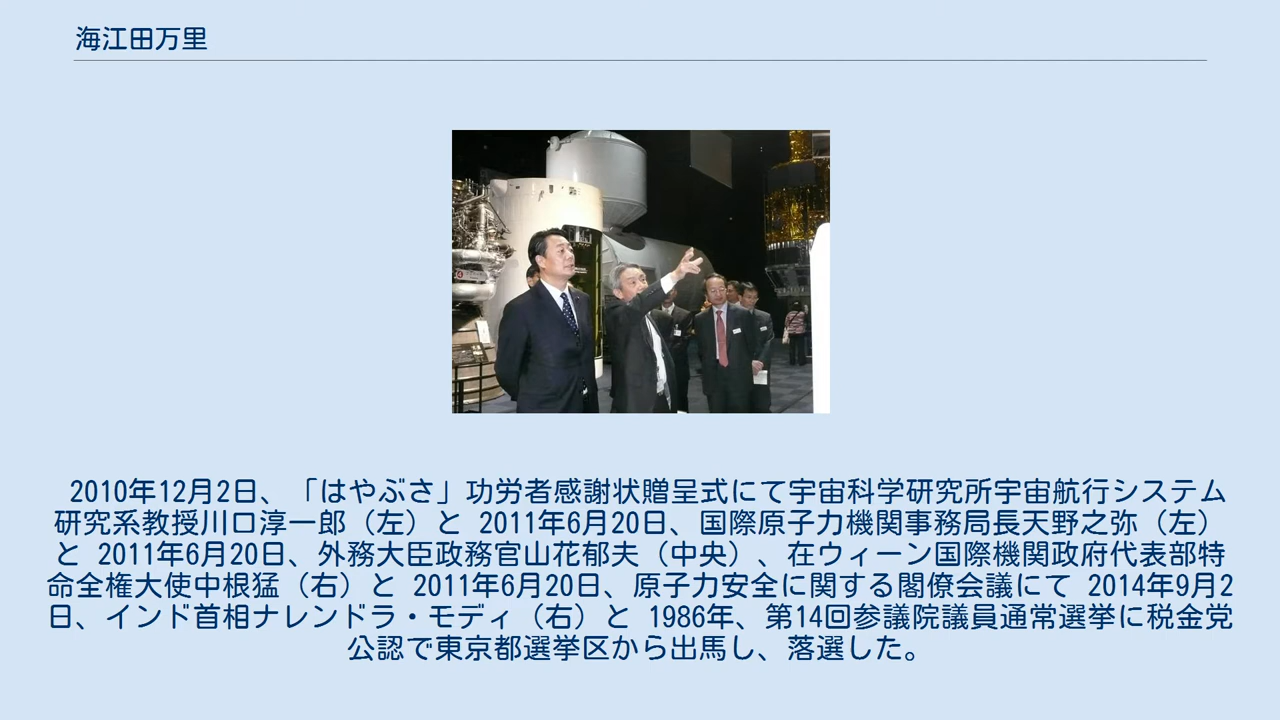 海江田万里
2010年12月2日、「はやぶさ」功労者感謝状贈呈式にて宇宙科学研究所宇宙航行システム
研究系教授川口淳一郎（左）と 2011年6月20日、国際原子力機関事務局長天野之弥（左）
と 2011年6月20日、外務大臣政務官山花郁夫（中央）、在ウィーン国際機関政府代表部特
命全権大使中根猛（右）と 2011年6月20日、原子力安全に関する閣僚会議にて 2014年9月2
日、インド首相ナレンドラ・モディ（右）と 1986年、第14回参議院議員通常選挙に税金党
公認で東京都選挙区から出馬し、落選した。